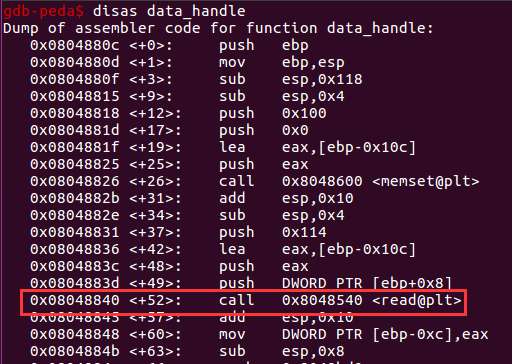 gdb-peda$ disas data_handle
Dump of assembler code for function data_handle:
0x0804880c <+0>: push ebp
0x0804880d <+1>: mov ebp,esp
0x0804880f <+3>: sub esp,0x118
0x08048815 <+9>: sub esp,0x4
0x08048818 <+12>: push 0x100
0x0804881d <+17>: push 0x0
0x0804881f <+19>: lea eax,[ebp-0x10c]
0x08048825 <+25>: push eax
0x08048826 <+26>: call 0x8048600 <memset@plt>
0x0804882b <+31>: add esp,0x10
0x0804882e <+34>: sub esp,0x4
0x08048831 <+37>: push 0x114
0x08048836 <+42>: lea eax,[ebp-0x10c]
0x0804883c <+48>: push eax
0x0804883d <+49>: push DWORD PTR [ebp+0x8]
0x08048840 <+52>: call 0x8048540 <read@plt>
0x08048845 <+57>: add esp,0x10
0x08048848 <+60>: mov DWORD PTR [ebp-0xc],eax
0x0804884b <+63>: sub esp,0x8